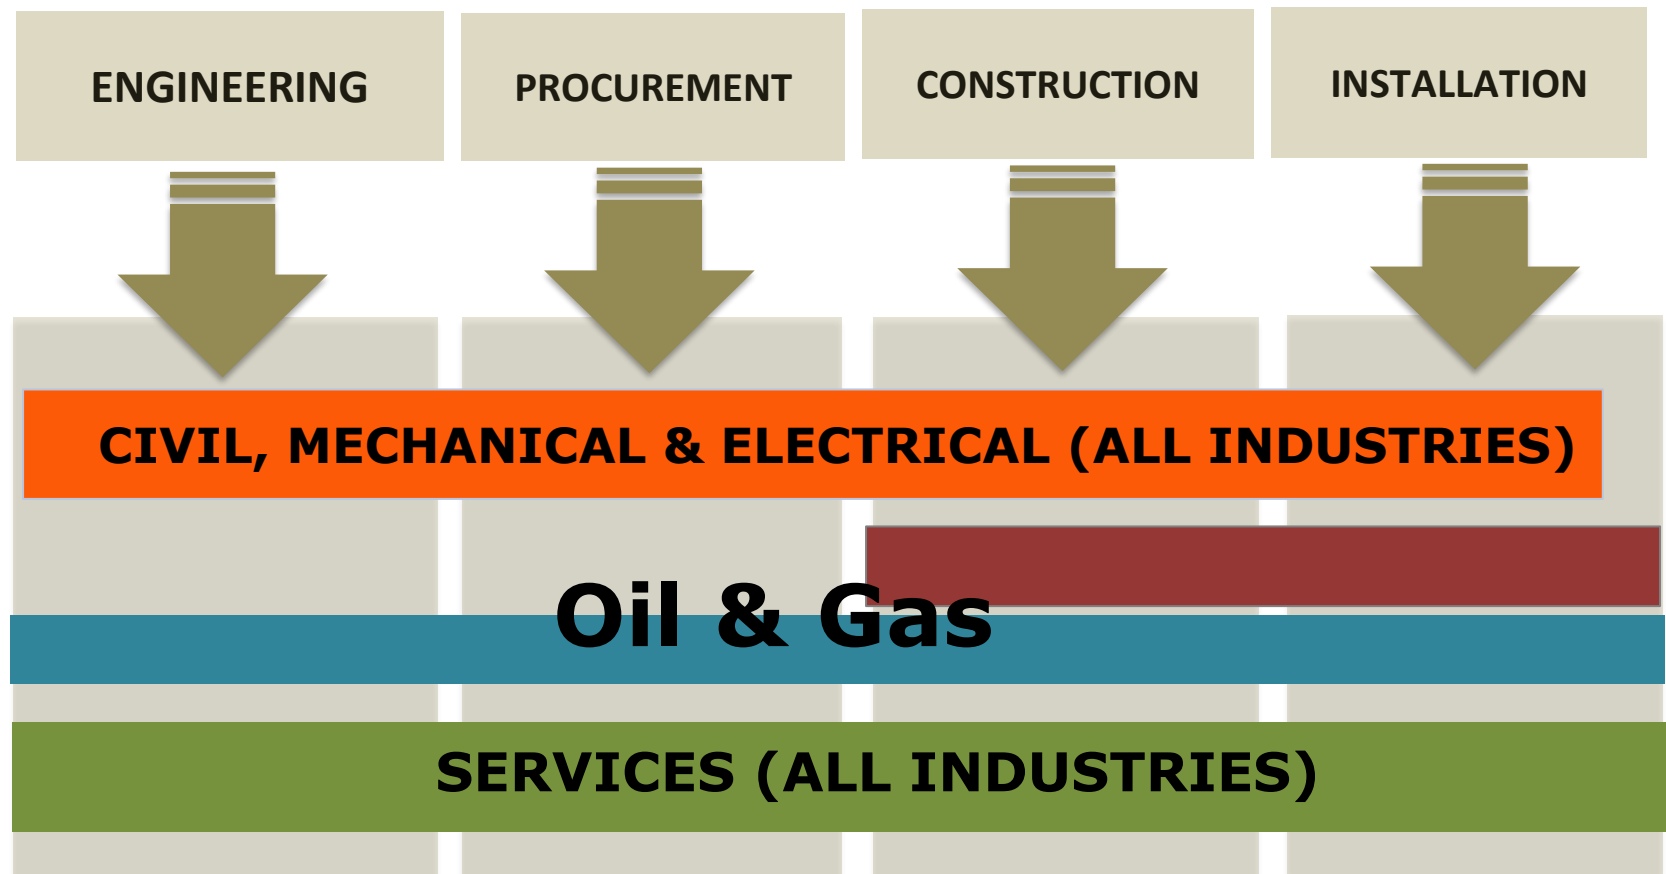 ENGINEERING
PROCUREMENT
CONSTRUCTION
INSTALLATION
CIVIL, MECHANICAL & ELECTRICAL (ALL INDUSTRIES)
Oil & Gas
SERVICES (ALL INDUSTRIES)